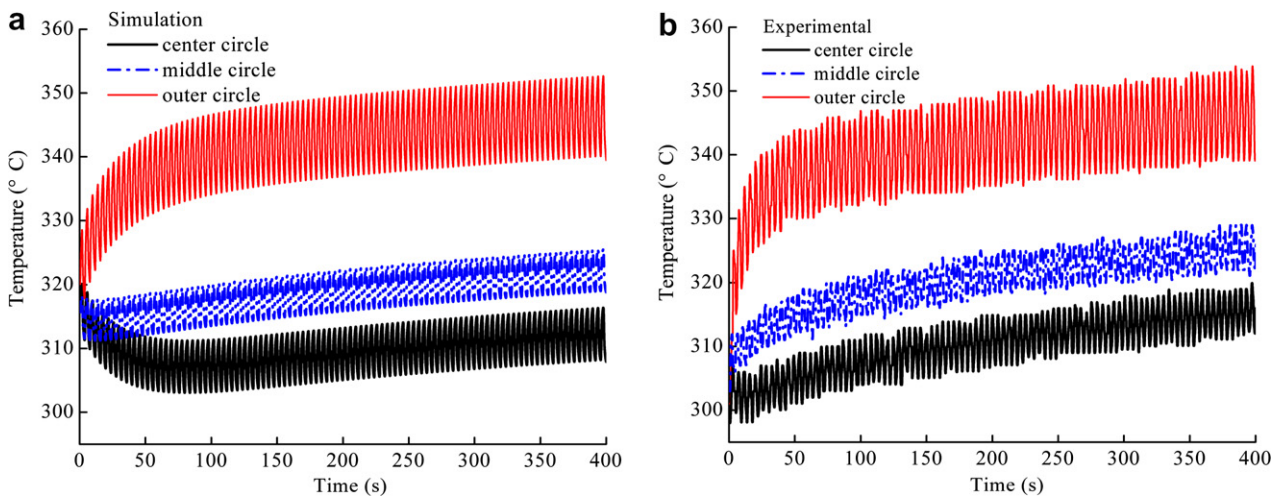 a
360
Simulation
center circle
middle circle
outer circle
350
340
330
320
310
300
Temperature (° C)
0 50 100 150 200 250 300 350 400
Time (s)
b
360
Experimental
center circle
middle circle
outer circle
350
340
330
320
310
300
Temperature (° C)
0 50 100 150 200 250 300 350 400
Time (s)